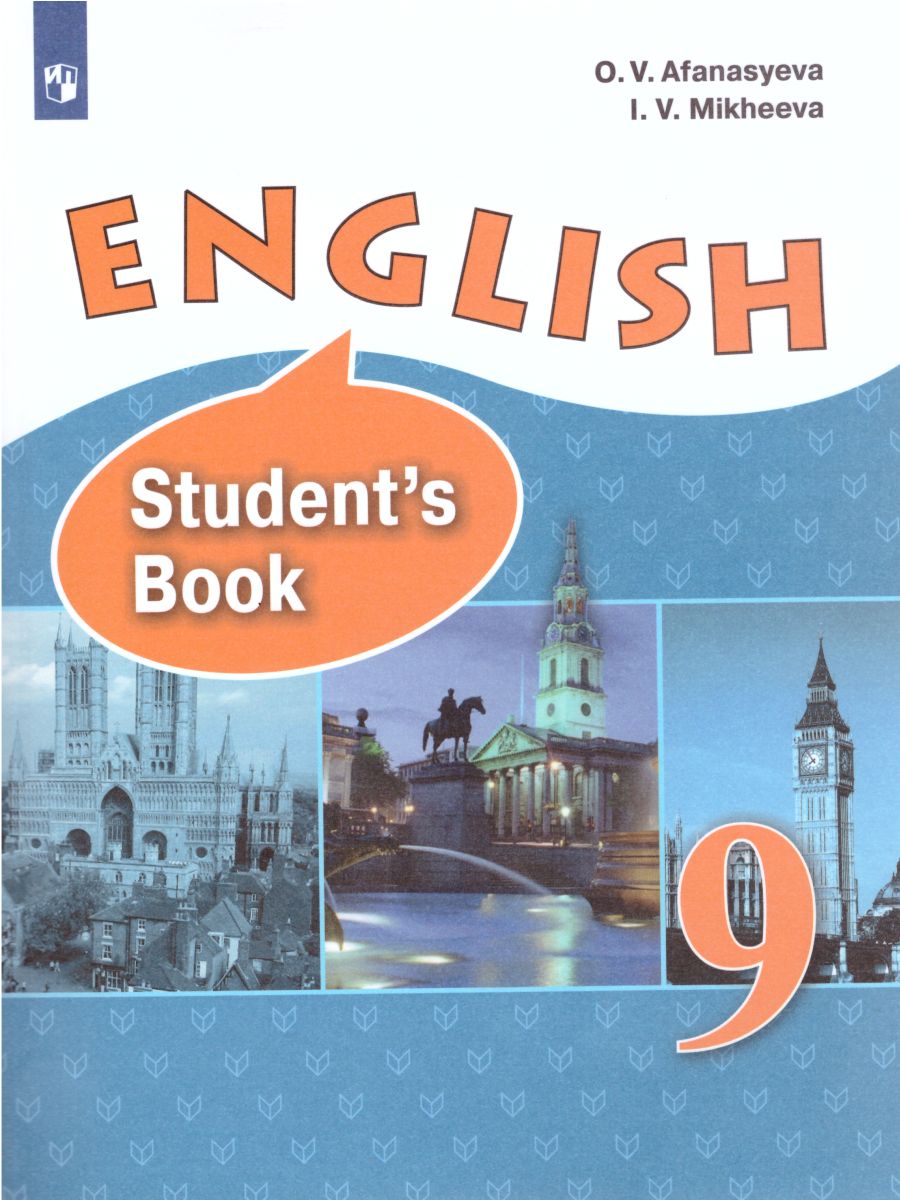 O. V. Afanasyeva
I. V. Mikheeva
ENGLISH
Student's
Book
9